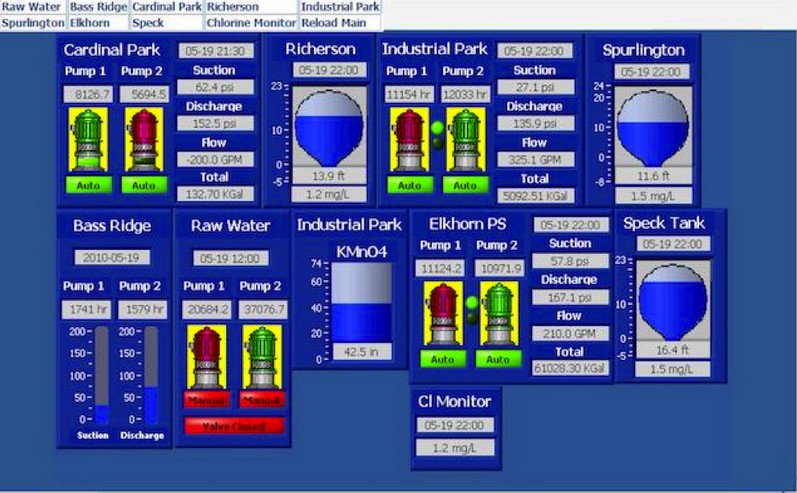 Raw Water Bass Ridge Cardinal Park Richerson Industrial Park
Spurlington Elkhorn Speck Chlorine Monitor Reload Main
Cardinal Park
05-19 21:30
Pump 1 Pump 2
Suction
8126.7 5694.5
62.4 psi
Discharge
152.5 psi
Flow
-200.0 GPM
Auto Auto
Total
132.70 KGal
Richerson
05-19 22:00
23
10
0
-5
13.9 ft
1.2 mg/L
Industrial Park
05-19 22:00
Pump 1 Pump 2
Suction
11154 hr 12033 hr
27.1 psi
Discharge
135.9 psi
Flow
325.1 GPM
Auto Auto
Total
5092.51 KGal
Spurlington
05-19 22:00
24
20
10
0
-8
11.6 ft
1.5 mg/L
Bass Ridge
2010-05-19
Pump 1 Pump 2
1741 hr 1579 hr
200 200
150 150
100 100
50 50
0 0
Suction Discharge
Raw Water
05-19 12:00
Pump 1 Pump 2
20684.2 37076.7
Manual Manual
Valve Closed
Industrial Park
KMnO4
74
60
40
20
0
42.5 in
Elkhorn PS
05-19 22:00
Pump 1 Pump 2
Suction
11124.2 10971.9
57.8 psi
Discharge
167.1 psi
Flow
210.0 GPM
Auto Auto
Total
61028.30 KGal
Speck Tank
05-19 22:00
23
10
0
-5
16.4 ft
1.5 mg/L
Cl Monitor
05-19 22:00
1.2 mg/L